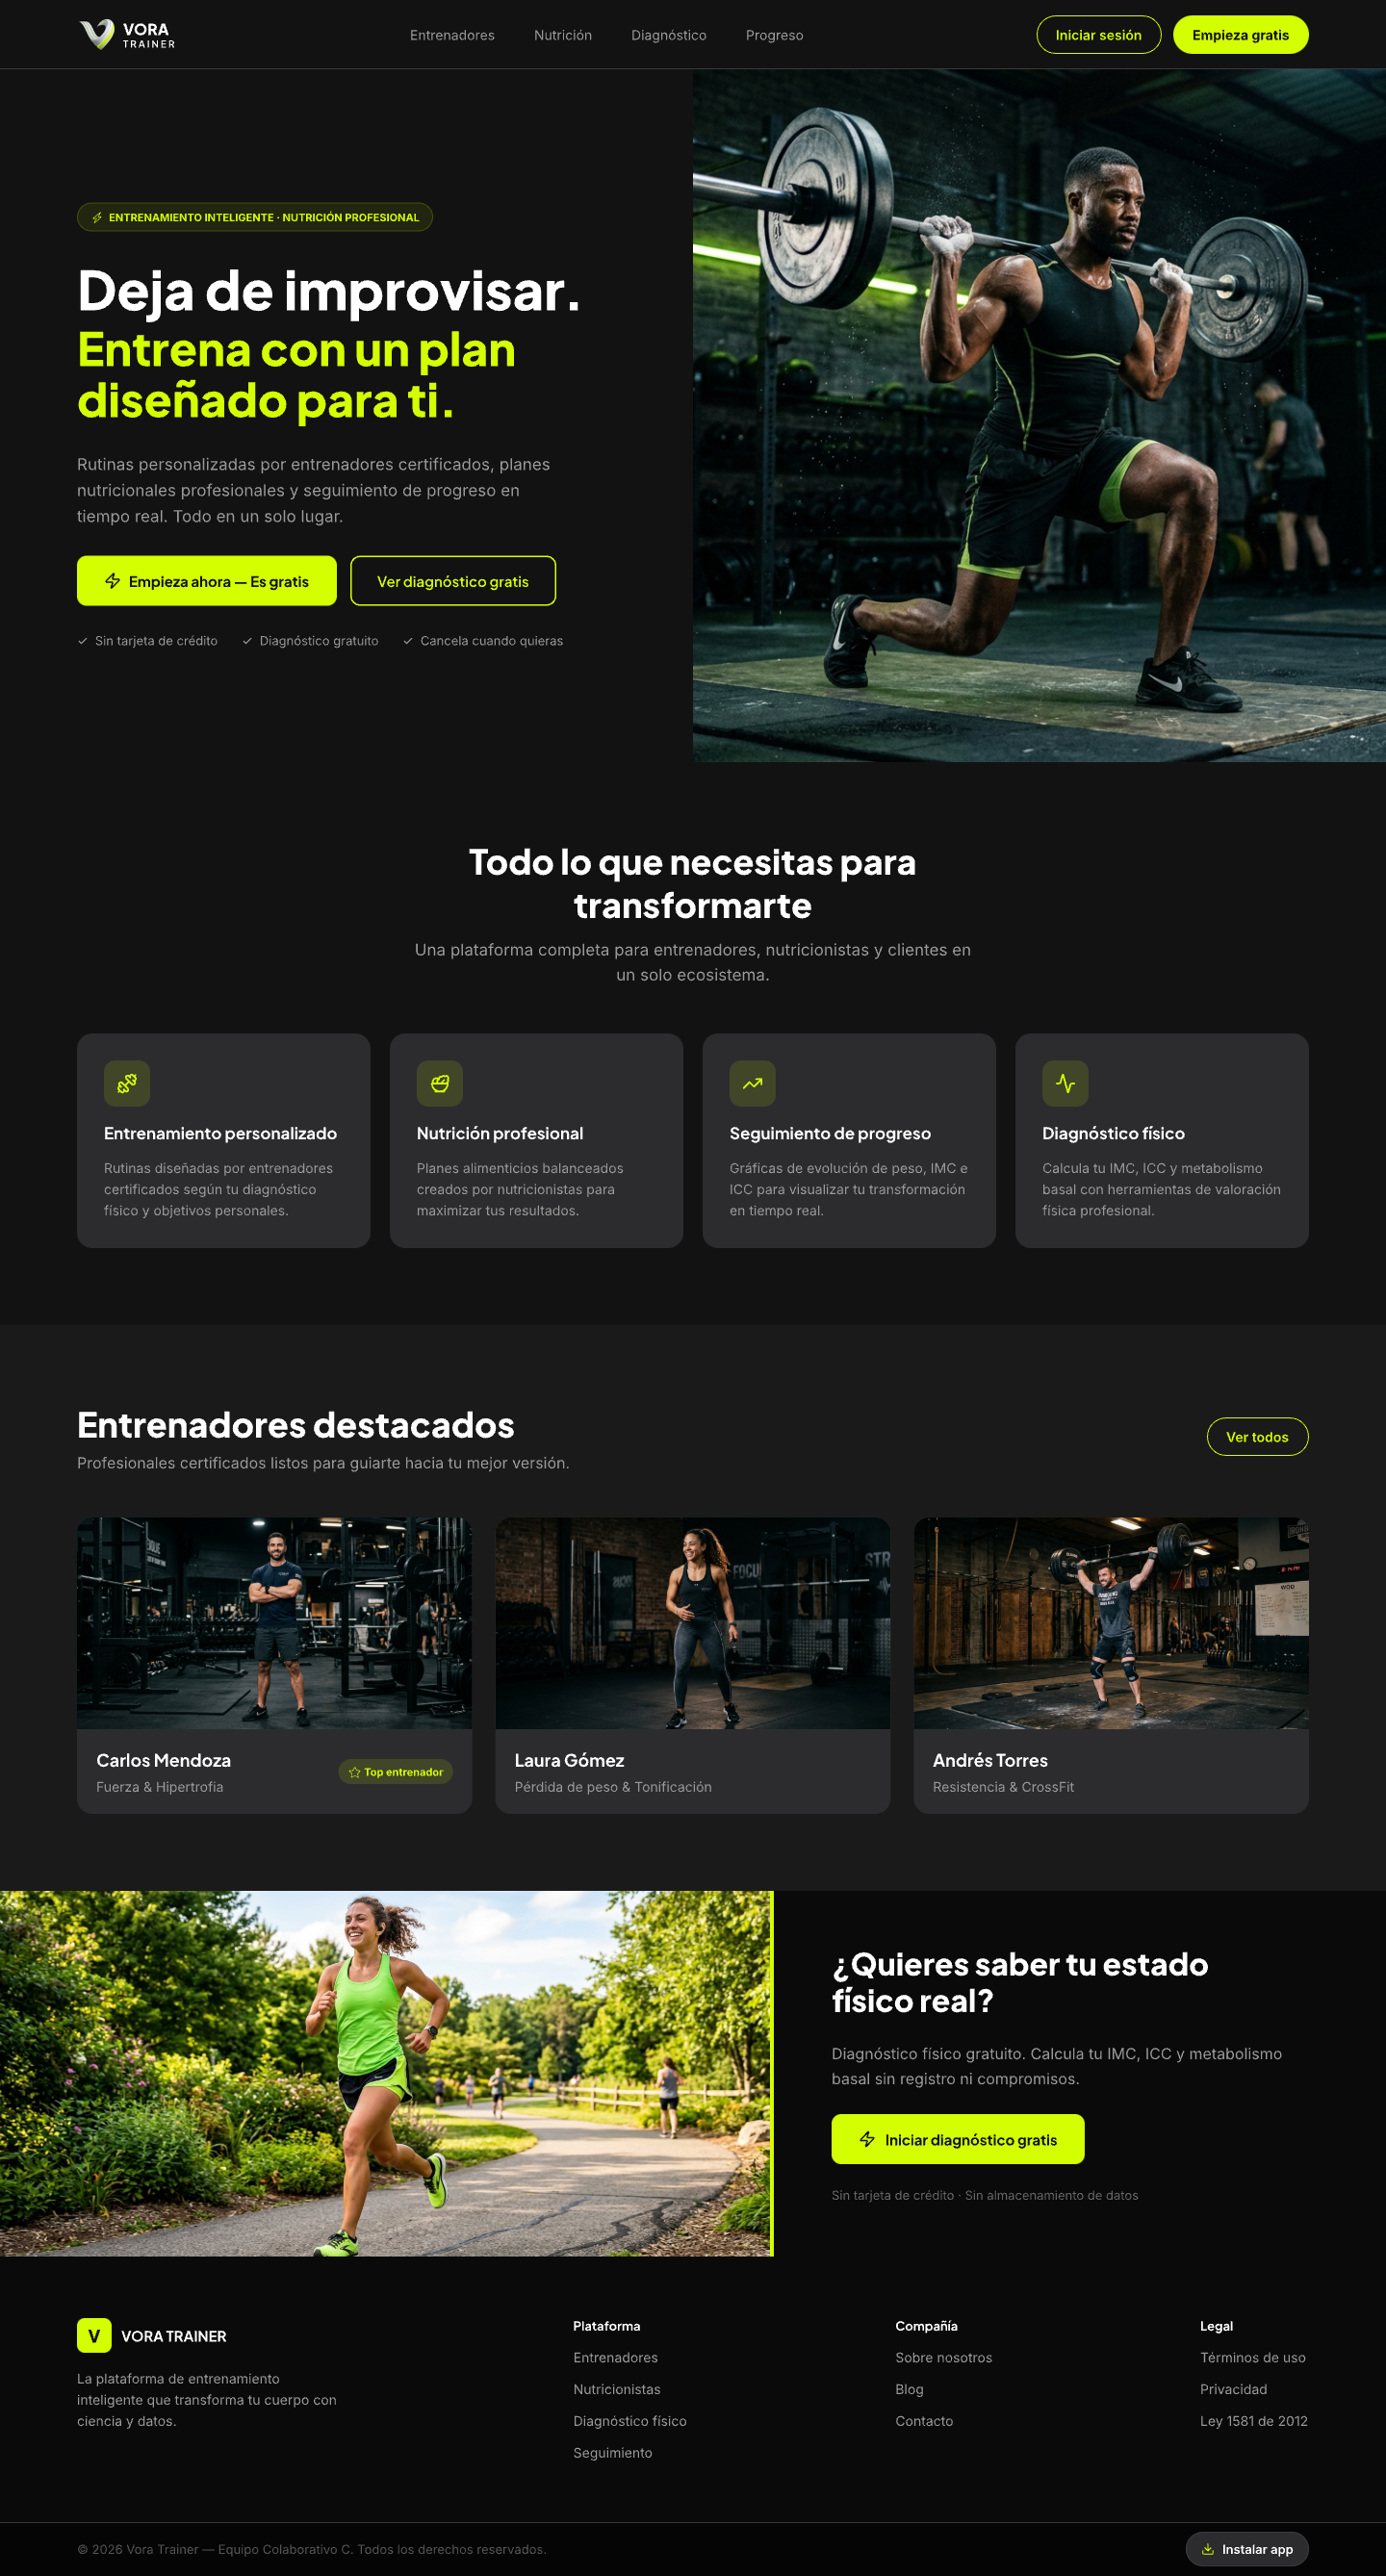 VORA
TRAINER
Entrenadores
Nutrición
Diagnóstico
Progreso
Iniciar sesión
Empieza gratis
ENTRENAMIENTO INTELIGENTE · NUTRICIÓN PROFESIONAL
Deja de improvisar.
Entrena con un plan
diseñado para ti.
Rutinas personalizadas por entrenadores certificados, planes
nutricionales profesionales y seguimiento de progreso en
tiempo real. Todo en un solo lugar.
Empieza ahora — Es gratis
Ver diagnóstico gratis
Sin tarjeta de crédito
Diagnóstico gratuito
Cancela cuando quieras
Todo lo que necesitas para
transformarte
Una plataforma completa para entrenadores, nutricionistas y clientes en
un solo ecosistema.
Entrenamiento personalizado
Rutinas diseñadas por entrenadores
certificados según tu diagnóstico
físico y objetivos personales.
Nutrición profesional
Planes alimenticios balanceados
creados por nutricionistas para
maximizar tus resultados.
Seguimiento de progreso
Gráficas de evolución de peso, IMC e
ICC para visualizar tu transformación
en tiempo real.
Diagnóstico físico
Calcula tu IMC, ICC y metabolismo
basal con herramientas de valoración
física profesional.
Entrenadores destacados
Profesionales certificados listos para guiarte hacia tu mejor versión.
Ver todos
FOCUS
STR
WOD
Carlos Mendoza
Fuerza & Hipertrofia
Top entrenador
Laura Gómez
Pérdida de peso & Tonificación
Andrés Torres
Resistencia & CrossFit
¿Quieres saber tu estado
físico real?
Diagnóstico físico gratuito. Calcula tu IMC, ICC y metabolismo
basal sin registro ni compromisos.
Iniciar diagnóstico gratis
Sin tarjeta de crédito · Sin almacenamiento de datos
V
VORA TRAINER
La plataforma de entrenamiento
inteligente que transforma tu cuerpo con
ciencia y datos.
Plataforma
Entrenadores
Nutricionistas
Diagnóstico físico
Seguimiento
Compañía
Sobre nosotros
Blog
Contacto
Legal
Términos de uso
Privacidad
Ley 1581 de 2012
© 2026 Vora Trainer — Equipo Colaborativo C. Todos los derechos reservados.
Instalar app